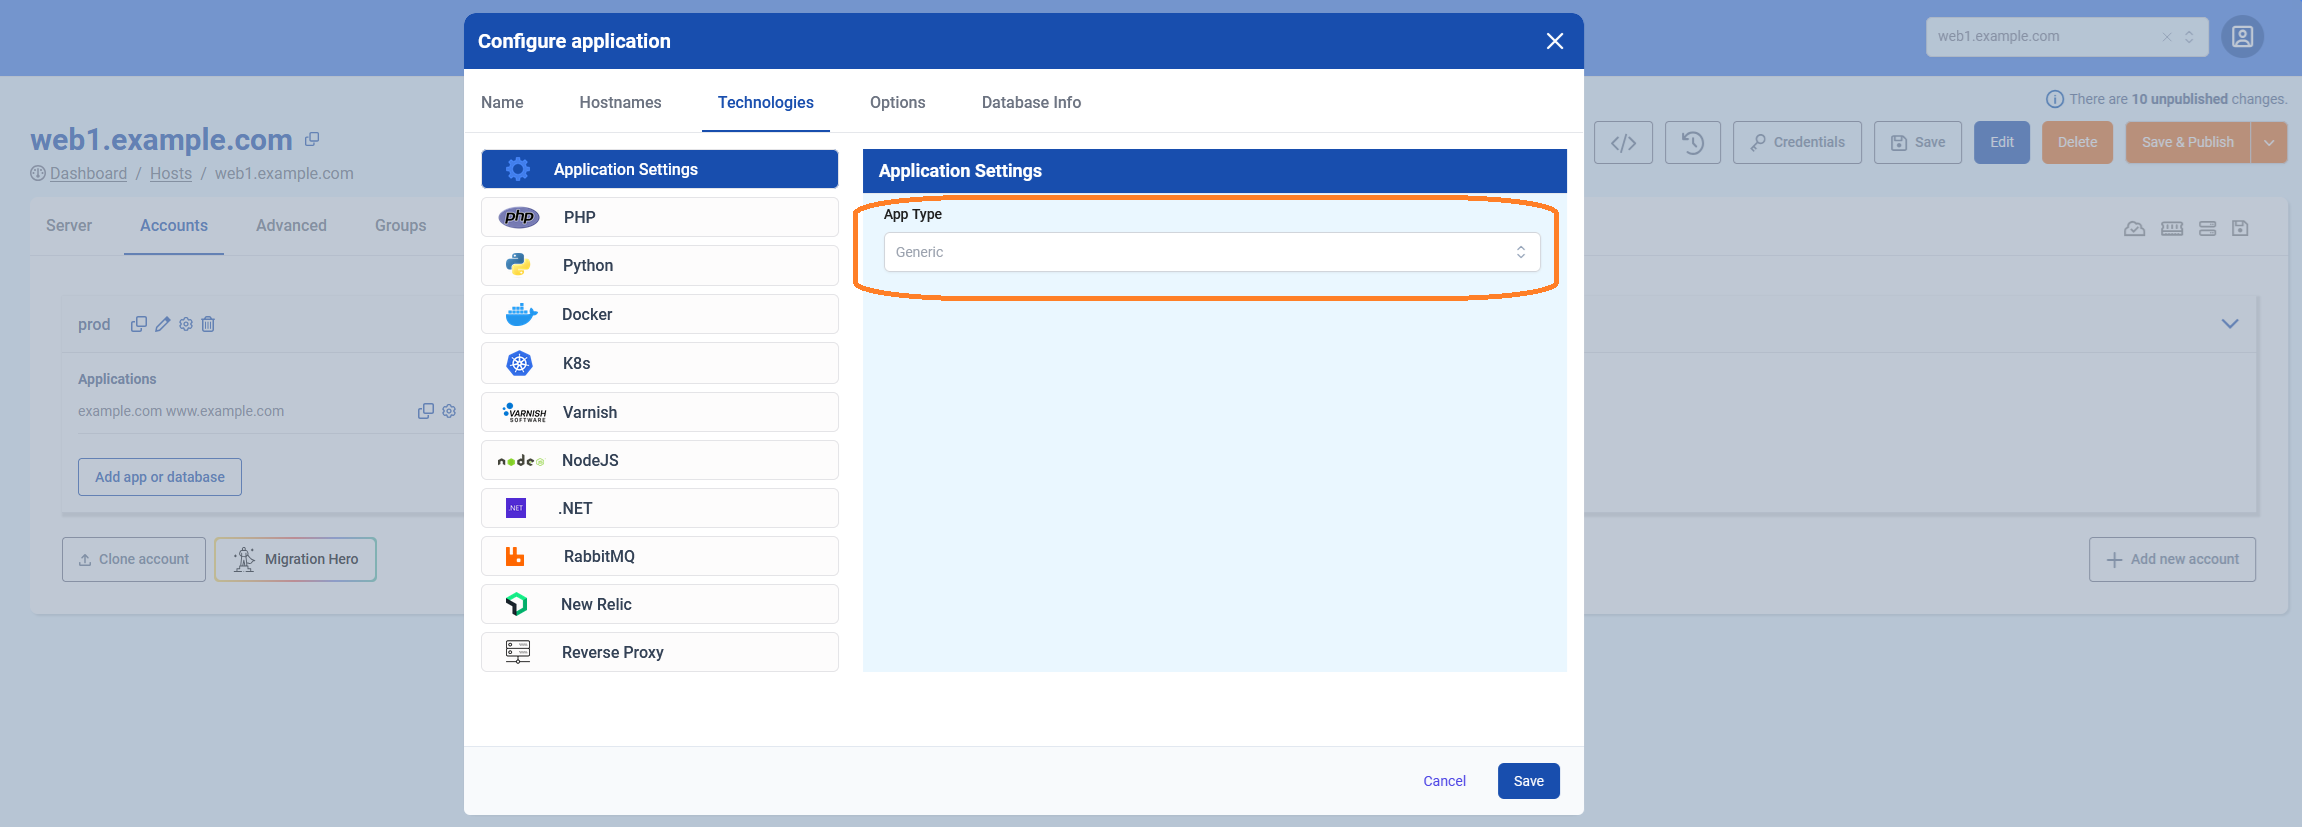 Configure application
web1.example.com
There are 10 unpublished changes.
web1.example.com
Dashboard / Hosts / web1.example.com
</> Credentials Save Edit Delete Save & Publish
Server Accounts Advanced Groups
prod
Applications
example.com www.example.com
Add app or database
Clone account Migration Hero
Add new account
Name Hostnames Technologies Options Database Info
Application Settings
php PHP
Python
Docker
K8s
VARNISH SOFTWARE Varnish
node NodeJS
.NET .NET
RabbitMQ
New Relic
Reverse Proxy
Application Settings
App Type
Generic
Cancel Save